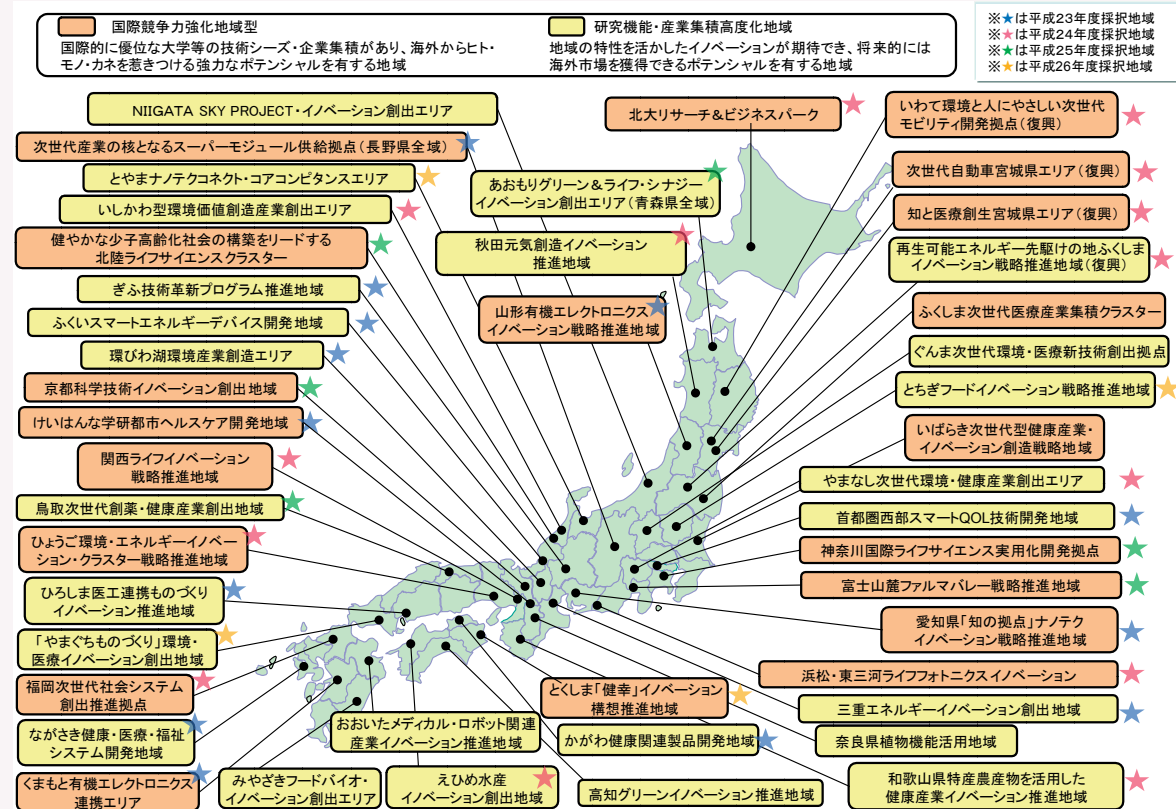 国際競争力強化地域型
国際的に優位な大学等の技術シーズ・企業集積があり、海外からヒト・
モノ・カネを惹きつける強力なポテンシャルを有する地域
研究機能・産業集積高度化地域
地域の特性を活かしたイノベーションが期待でき、将来的には
海外市場を獲得できるポテンシャルを有する地域
※★は平成23年度採択地域
※★は平成24年度採択地域
※★は平成25年度採択地域
※★は平成26年度採択地域
NIIGATA SKY PROJECT・イノベーション創出エリア
次世代産業の核となるスーパーモジュール供給拠点(長野県全域)
とやまナノテクコネクト・コアコンピタンスエリア
いしかわ型環境価値創造産業創出エリア
健やかな少子高齢化社会の構築をリードする
北陸ライフサイエンスクラスター
ぎふ技術革新プログラム推進地域
ふくいスマートエネルギーデバイス開発地域
環びわ湖環境産業創造エリア
京都科学技術イノベーション創出地域
けいはんな学研都市ヘルスケア開発地域
関西ライフイノベーション
戦略推進地域
鳥取次世代創薬・健康産業創出地域
ひょうご環境・エネルギーイノベー
ション・クラスター戦略推進地域
ひろしま医工連携ものづくり
イノベーション推進地域
「やまぐちものづくり」環境・
医療イノベーション創出地域
福岡次世代社会システム
創出推進拠点
ながさき健康・医療・福祉
システム開発地域
くまもと有機エレクトロニクス
連携エリア
北大リサーチ&ビジネスパーク
あおもりグリーン&ライフ・シナジー
イノベーション創出エリア(青森県全域)
秋田元気創造イノベーション
推進地域
山形有機エレクトロニクス
イノベーション戦略推進地域
いわて環境と人にやさしい次世代
モビリティ開発拠点(復興)
次世代自動車宮城県エリア(復興)
知と医療創生宮城県エリア(復興)
再生可能エネルギー先駆けの地ふくしま
イノベーション戦略推進地域(復興)
ふくしま次世代医療産業集積クラスター
ぐんま次世代環境・医療新技術創出拠点
とちぎフードイノベーション戦略推進地域
いばらき次世代型健康産業・
イノベーション創造戦略地域
やまなし次世代環境・健康産業創出エリア
首都圏西部スマートQOL技術開発地域
神奈川国際ライフサイエンス実用化開発拠点
富士山麓ファルマバレー戦略推進地域
愛知県「知の拠点」ナノテク
イノベーション戦略推進地域
浜松・東三河ライフフォトニクスイノベーション
三重エネルギーイノベーション創出地域
奈良県植物機能活用地域
和歌山県特産農産物を活用した
健康産業イノベーション推進地域
とくしま「健幸」イノベーション
構想推進地域
かがわ健康関連製品開発地域
高知グリーンイノベーション推進地域
おおいたメディカル・ロボット関連
産業イノベーション推進地域
みやざきフードバイオ・
イノベーション創出エリア
えひめ水産
イノベーション創出地域